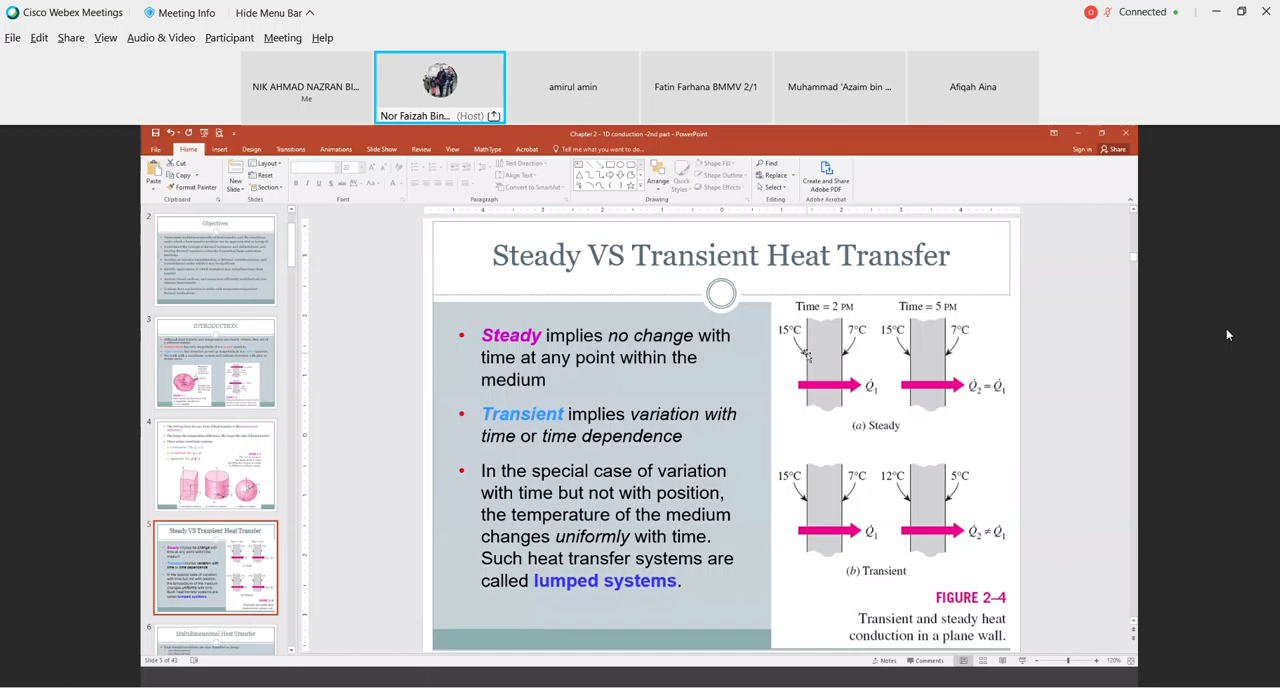 Cisco Webex Meetings Meeting Info Hide Menu Bar Connected
File Edit Share View Audio & Video Participant Meeting Help
NIK AHMAD NAZRAN BI...
Me
Nor Faizah Bin... (Host)
amirul amin
Fatin Farhana BMMV 2/1
Muhammad 'Azaim bin ...
Afiqah Aina
Chapter 2 - 1D conduction -2nd part - PowerPoint
File Home Insert Design Transitions Animations Slide Show Review View MathType Acrobat Tell me what you want to do... Sign in Share
Paste
Cut
Copy
Format Painter
Clipboard
New Slide
Layout
Reset
Section
Slides
Font
Text Direction
Align Text
Convert to SmartArt
Paragraph
Arrange
Quick Styles
Shape Fill
Shape Outline
Shape Effects
Drawing
Find
Replace
Select
Editing
Create and Share
Adobe PDF
Adobe Acrobat
2
Objectives
3
INTRODUCTION
4
5
Steady VS Transient Heat Transfer
6
Multidimensional Heat Transfer
Steady VS Transient Heat Transfer
• Steady implies no change with
time at any point within the
medium
• Transient implies variation with
time or time dependence
• In the special case of variation
with time but not with position,
the temperature of the medium
changes uniformly with time.
Such heat transfer systems are
called lumped systems.
Time = 2 PM Time = 5 PM
15°C 7°C 15°C 7°C
Q̇₁ Q̇₂ = Q̇₁
(a) Steady
15°C 7°C 12°C 5°C
Q̇₁ Q̇₂ ≠ Q̇₁
(b) Transient
FIGURE 2–4
Transient and steady heat
conduction in a plane wall.
Slide 5 of 43
Notes Comments 120%